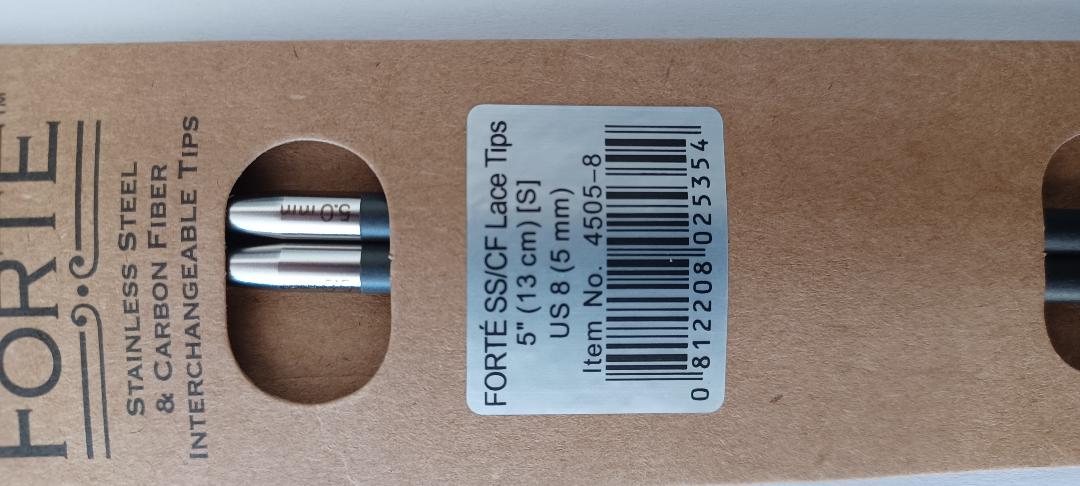 FORTE™
STAINLESS STEEL
& CARBON FIBER
INTERCHANGEABLE TIPS
5.0 mm
FORTÉ SS/CF Lace Tips
5" (13 cm) [S]
US 8 (5 mm)
Item No. 4505-8
0 812208 025354